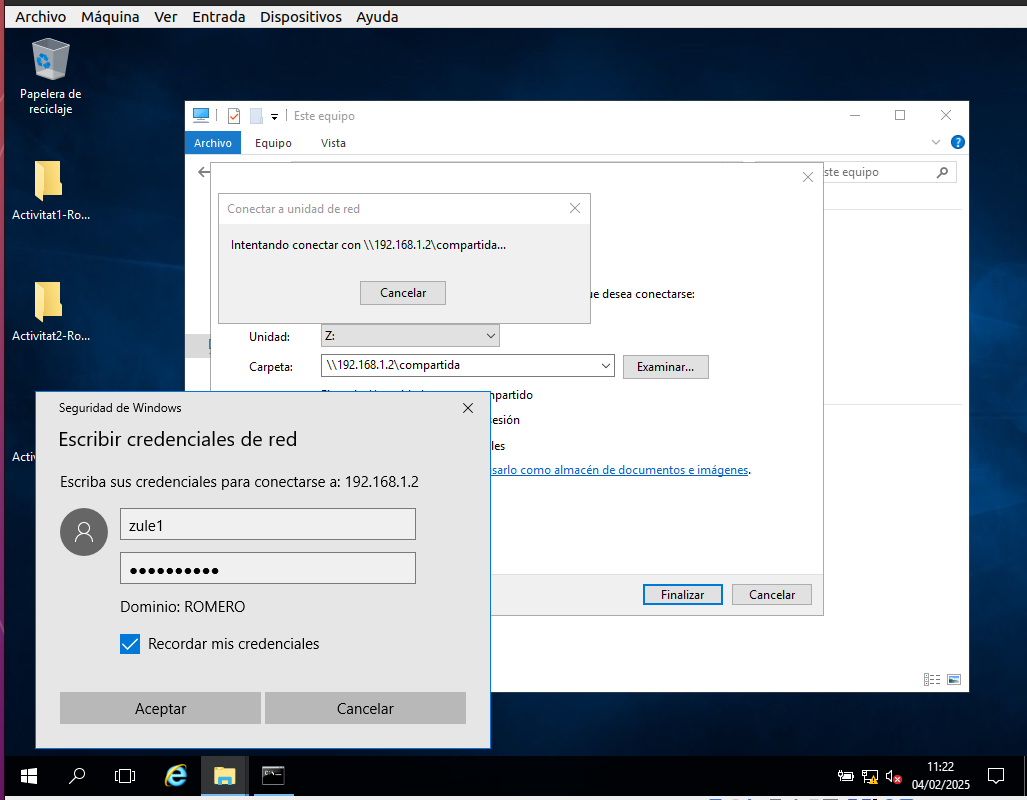 Archivo Máquina Ver Entrada Dispositivos Ayuda
Papelera de
reciclaje
Activitat1-Ro...
Activitat2-Ro...
Este equipo
Archivo Equipo Vista
ste equipo
Conectar a unidad de red
Intentando conectar con \\192.168.1.2\compartida...
Cancelar
ue desea conectarse:
Unidad: Z:
Carpeta: \\192.168.1.2\compartida Examinar...
mpartido
sesión
les
Activ
sarlo como almacén de documentos e imágenes.
Finalizar Cancelar
Seguridad de Windows
Escribir credenciales de red
Escriba sus credenciales para conectarse a: 192.168.1.2
zule1
●●●●●●●●●●
Dominio: ROMERO
Recordar mis credenciales
Aceptar Cancelar
11:22
04/02/2025